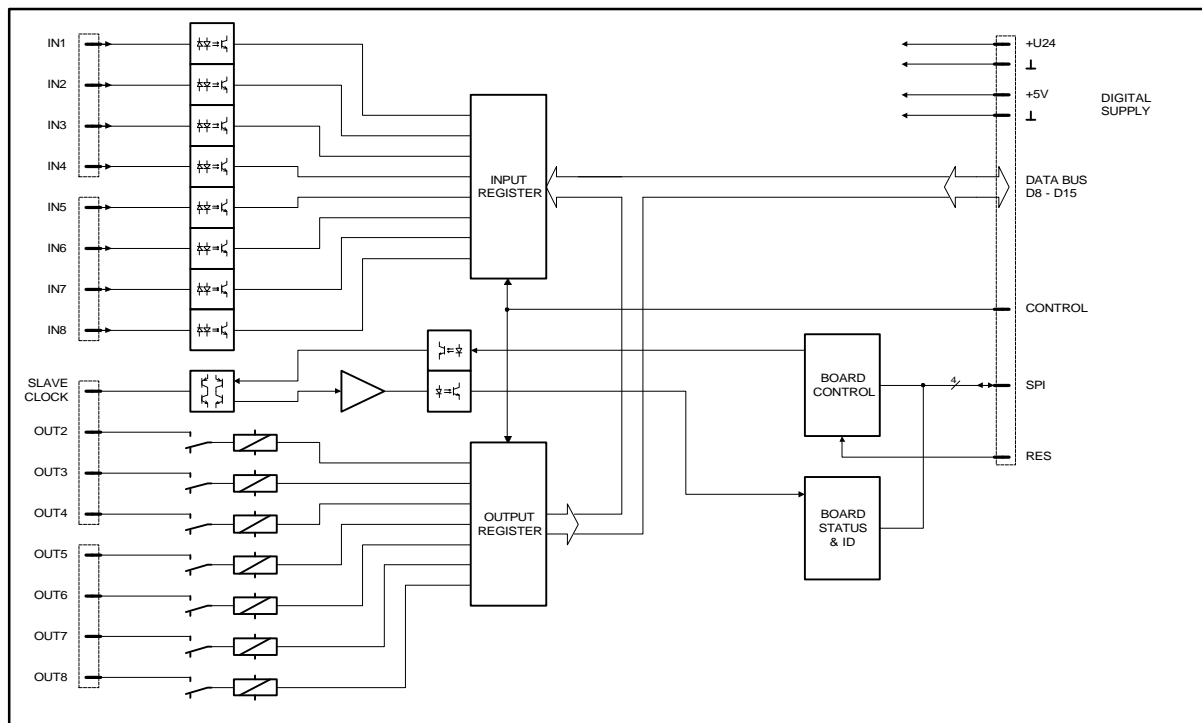 IN1
IN2
IN3
IN4
IN5
IN6
IN7
IN8
SLAVE
CLOCK
OUT2
OUT3
OUT4
OUT5
OUT6
OUT7
OUT8
INPUT
REGISTER
OUTPUT
REGISTER
BOARD
CONTROL
4
BOARD
STATUS
& ID
+U24
+5V
DIGITAL
SUPPLY
DATA BUS
D8 - D15
CONTROL
SPI
RES